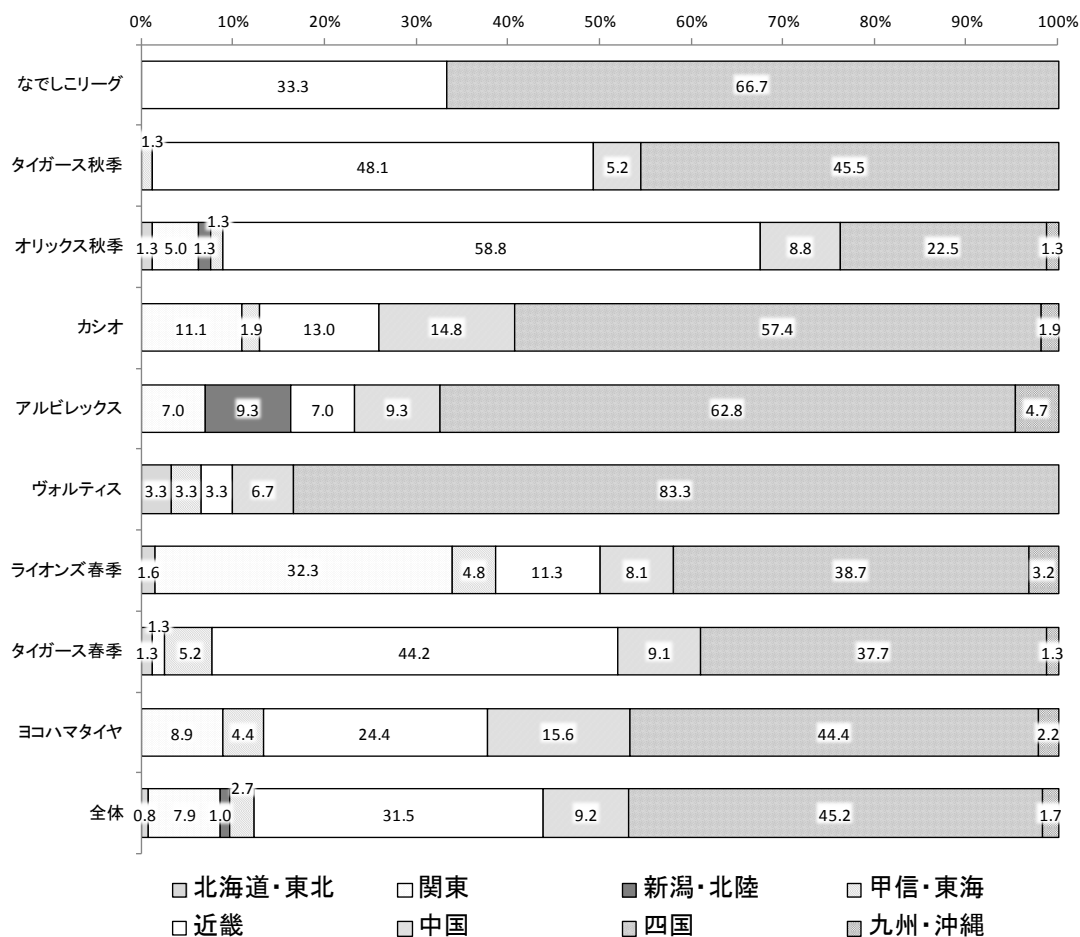 0% 10% 20% 30% 40% 50% 60% 70% 80% 90% 100%
なでしこリーグ 33.3 66.7
タイガース秋季 1.3 48.1 5.2 45.5
オリックス秋季 1.3 5.0 1.3 1.3 58.8 8.8 22.5 1.3
カシオ 11.1 1.9 13.0 14.8 57.4 1.9
アルビレックス 7.0 9.3 7.0 9.3 62.8 4.7
ヴォルティス 3.3 3.3 3.3 6.7 83.3
ライオンズ春季 1.6 32.3 4.8 11.3 8.1 38.7 3.2
タイガース春季 1.3 1.3 5.2 44.2 9.1 37.7 1.3
ヨコハマタイヤ 8.9 4.4 24.4 15.6 44.4 2.2
全体 0.8 7.9 1.0 2.7 31.5 9.2 45.2 1.7
北海道・東北 関東 新潟・北陸 甲信・東海
近畿 中国 四国 九州・沖縄